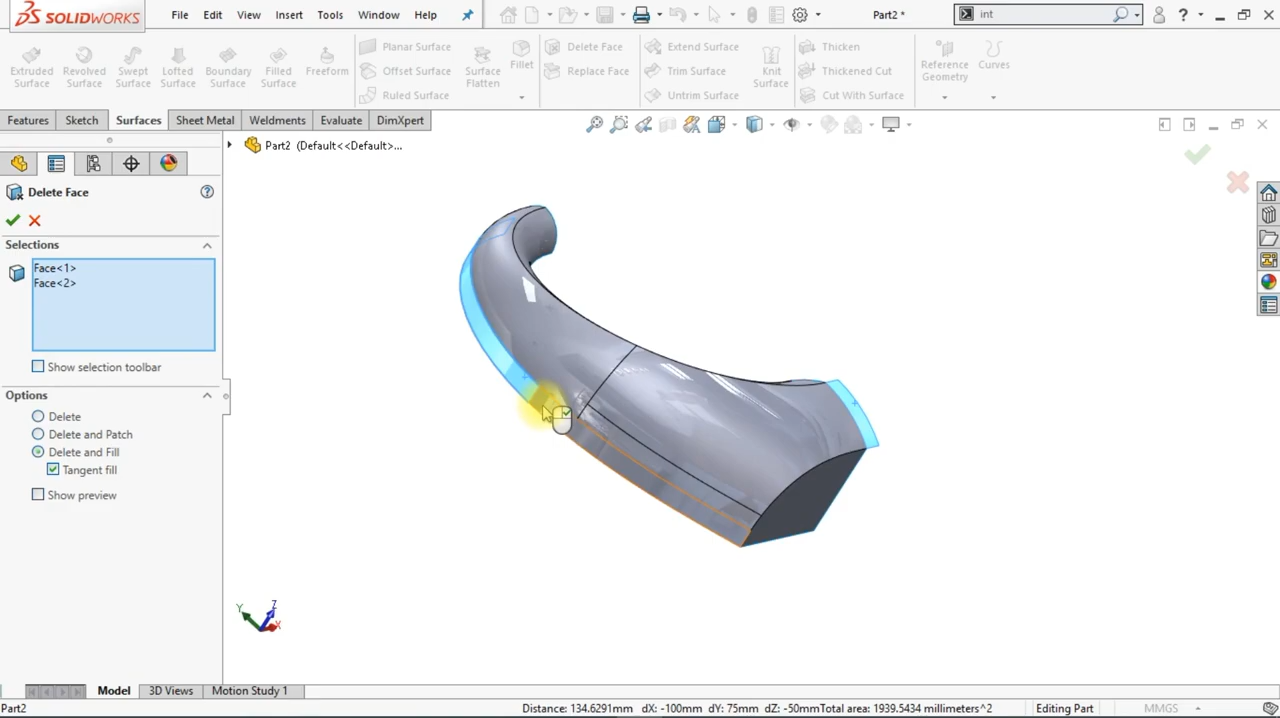 SOLIDWORKS File Edit View Insert Tools Window Help Part2 * int ?
Extruded Surface
Revolved Surface
Swept Surface
Lofted Surface
Boundary Surface
Filled Surface
Freeform
Planar Surface
Offset Surface
Ruled Surface
Surface Flatten
Fillet
Delete Face
Replace Face
Extend Surface
Trim Surface
Untrim Surface
Knit Surface
Thicken
Thickened Cut
Cut With Surface
Reference Geometry
Curves
Features Sketch Surfaces Sheet Metal Weldments Evaluate DimXpert
Part2 (Default<<Default>...
Delete Face ?
Selections
Face<1>
Face<2>
Show selection toolbar
Options
Delete
Delete and Patch
Delete and Fill
Tangent fill
Show preview
Y Z X
Model 3D Views Motion Study 1
Part2 Distance: 134.6291mm dX: -100mm dY: 75mm dZ: -50mmTotal area: 1939.5434 millimeters^2 Editing Part MMGS